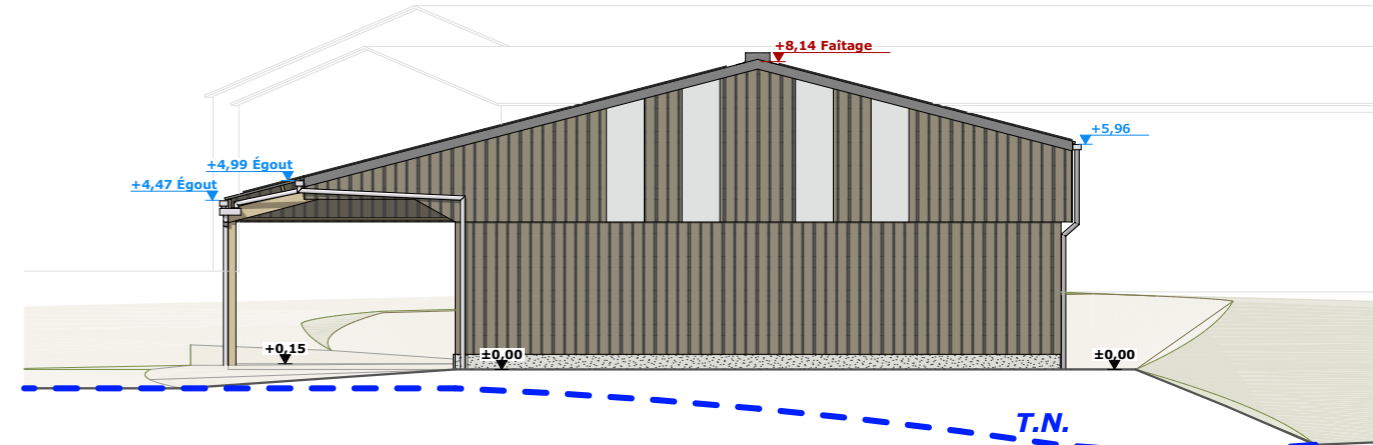 +8,14 Faîtage
+5,96
+4,99 Égout
+4,47 Égout
+0,15
±0,00
±0,00
T.N.